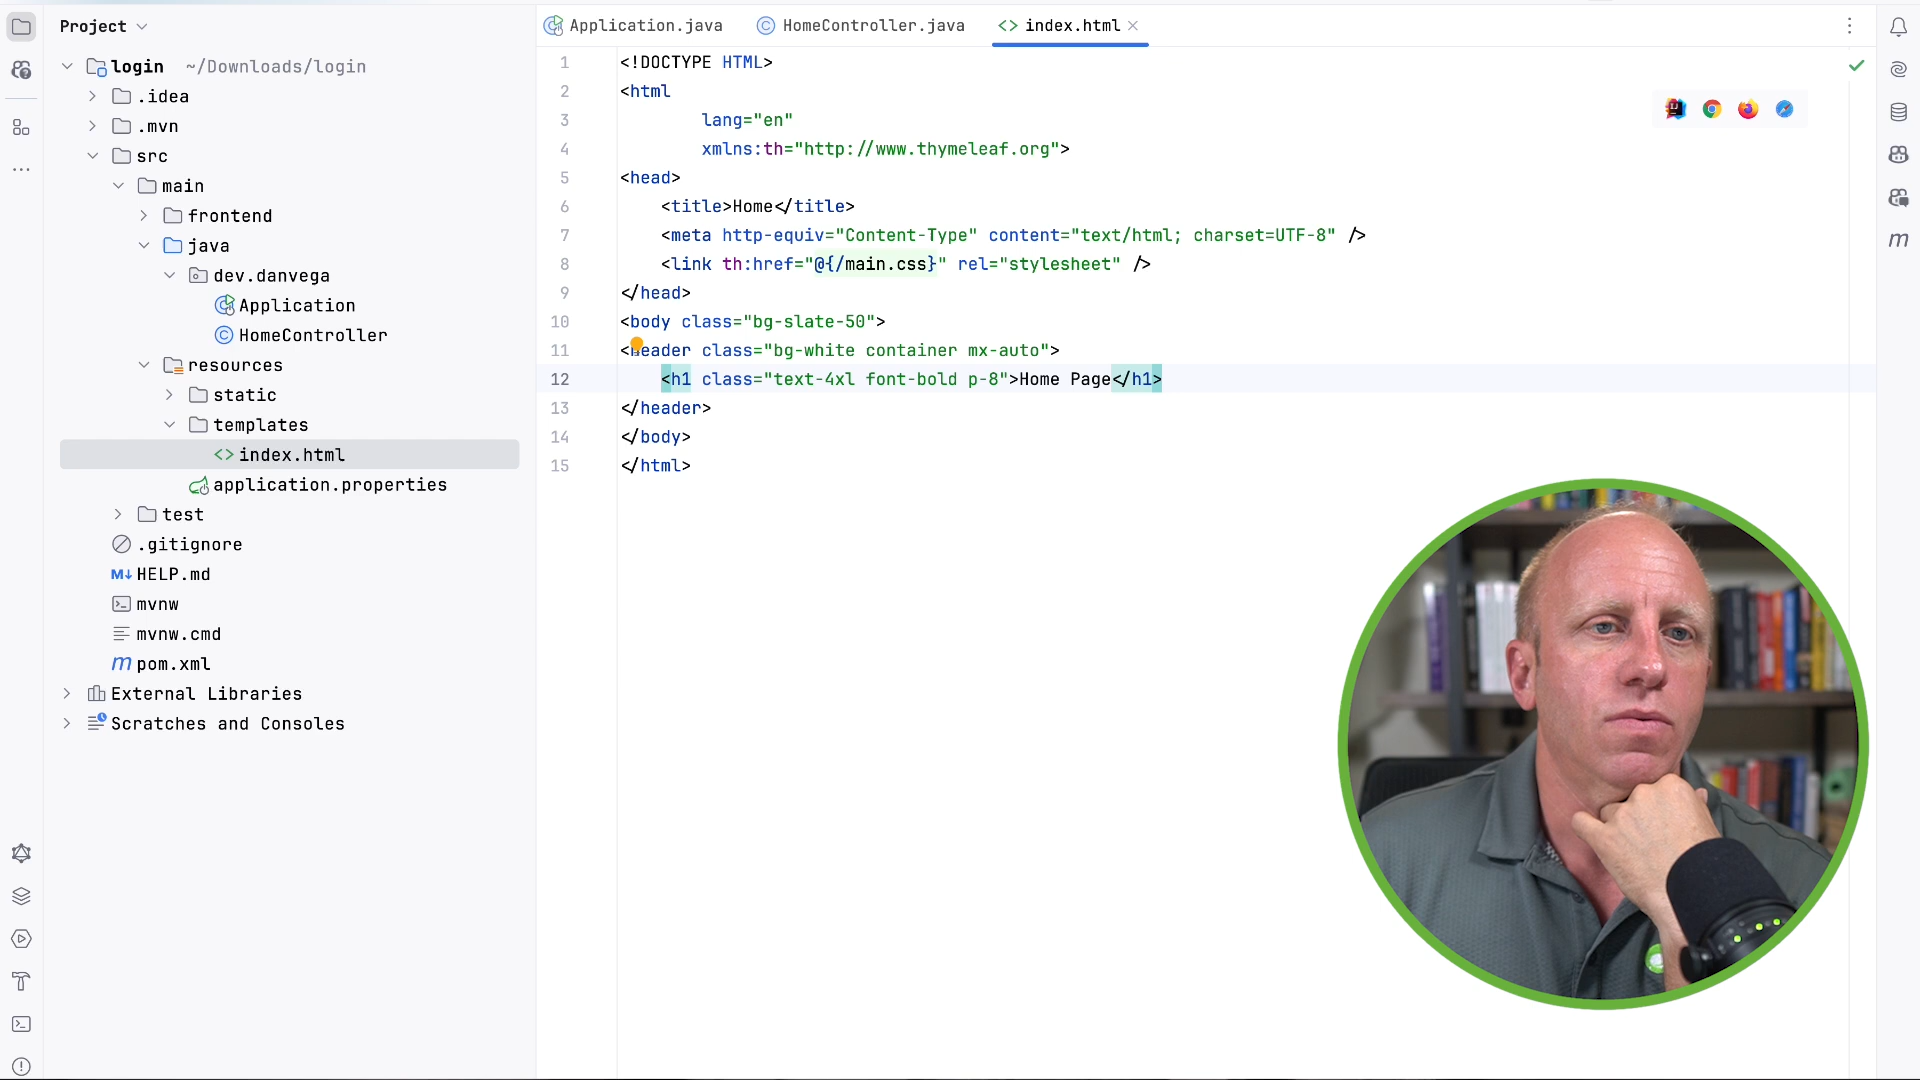 Project
login ~/Downloads/login
.idea
.mvn
src
main
frontend
java
dev.danvega
Application
HomeController
resources
static
templates
index.html
application.properties
test
.gitignore
HELP.md
mvnw
mvnw.cmd
pom.xml
External Libraries
Scratches and Consoles
Application.java HomeController.java index.html
1 <!DOCTYPE HTML>
2 <html
3 lang="en"
4 xmlns:th="http://www.thymeleaf.org">
5 <head>
6 <title>Home</title>
7 <meta http-equiv="Content-Type" content="text/html; charset=UTF-8" />
8 <link th:href="@{/main.css}" rel="stylesheet" />
9 </head>
10 <body class="bg-slate-50">
11 <header class="bg-white container mx-auto">
12 <h1 class="text-4xl font-bold p-8">Home Page</h1>
13 </header>
14 </body>
15 </html>